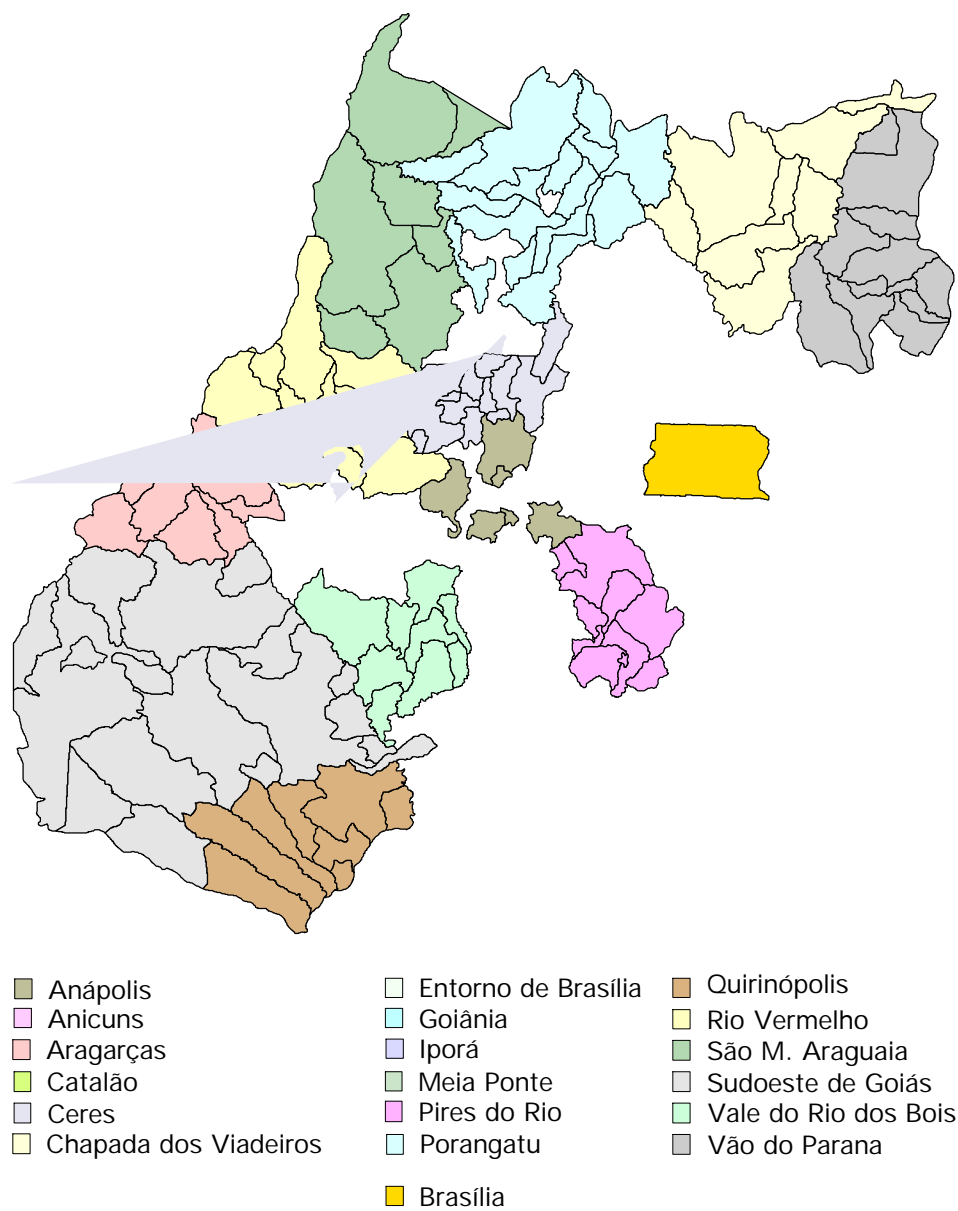 Anápolis
Anicuns
Aragarças
Catalão
Ceres
Chapada dos Viadeiros
Entorno de Brasília
Goiânia
Iporá
Meia Ponte
Pires do Rio
Porangatu
Brasília
Quirinópolis
Rio Vermelho
São M. Araguaia
Sudoeste de Goiás
Vale do Rio dos Bois
Vão do Parana